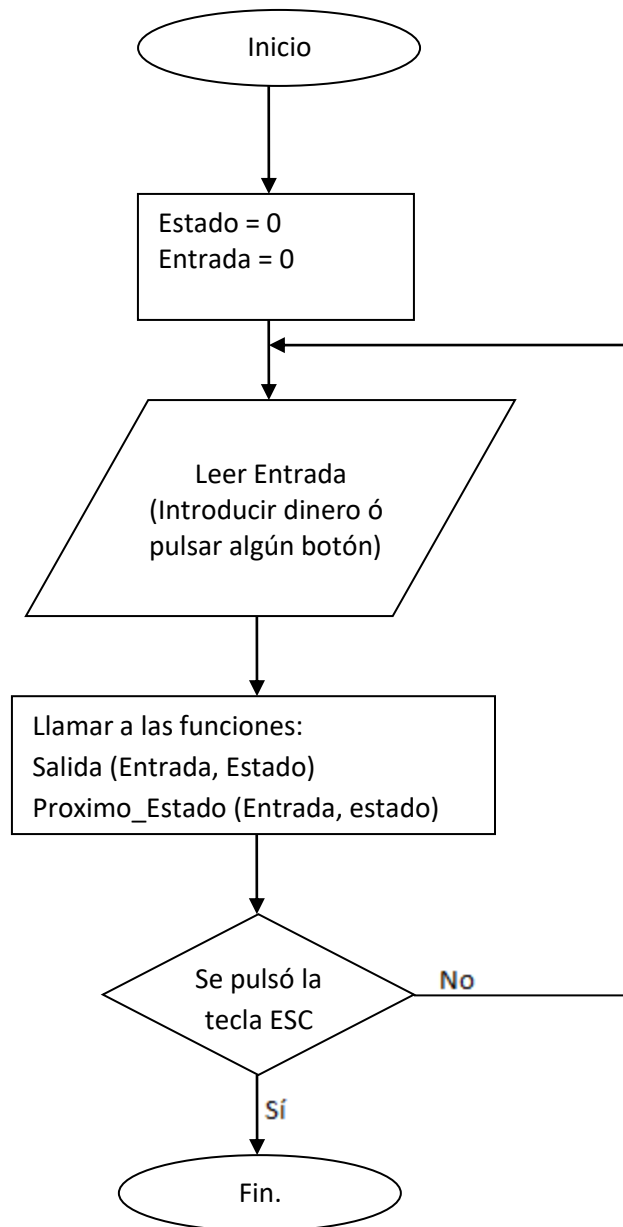 Inicio
Estado = 0
Entrada = 0
Leer Entrada
(Introducir dinero ó
pulsar algún botón)
Llamar a las funciones:
Salida (Entrada, Estado)
Proximo_Estado (Entrada, estado)
Se pulsó la
tecla ESC
No
Sí
Fin.